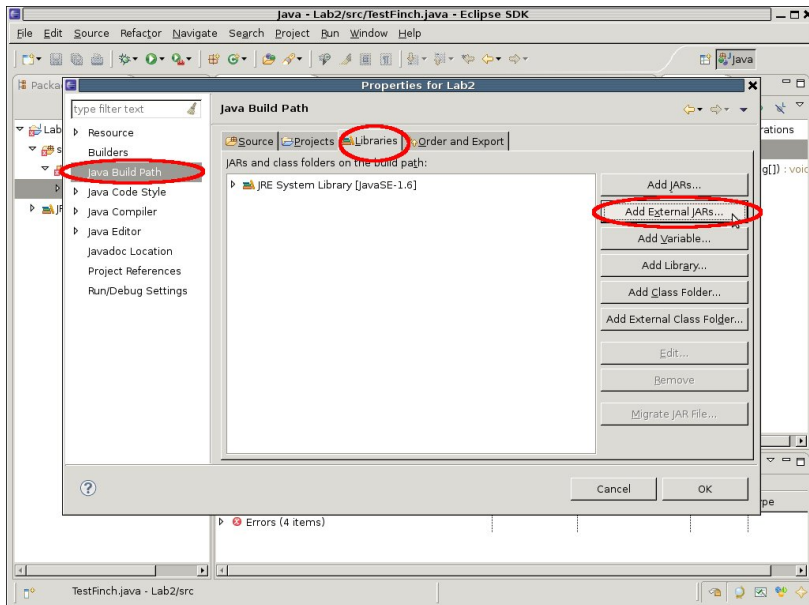 Java - Lab2/src/TestFinch.java - Eclipse SDK
File Edit Source Refactor Navigate Search Project Run Window Help
Java
Packa
Properties for Lab2
type filter text
Java Build Path
Lab
Resource
Builders
Java Build Path
Java Code Style
Java Compiler
Java Editor
Javadoc Location
Project References
Run/Debug Settings
Source Projects Libraries Order and Export
JARs and class folders on the build path:
JRE System Library [JavaSE-1.6]
Add JARs...
Add External JARs...
Add Variable...
Add Library...
Add Class Folder...
Add External Class Folder...
Edit...
Remove
Migrate JAR File...
rations
g[]) : void
Cancel OK
pe
Errors (4 items)
TestFinch.java - Lab2/src